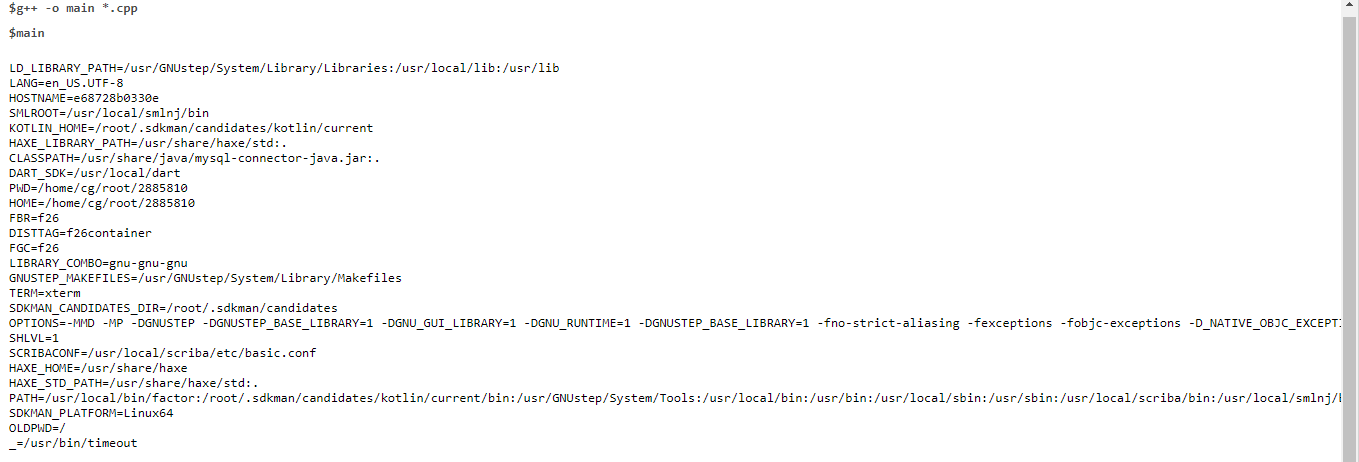 $g++ -o main *.cpp
$main
LD_LIBRARY_PATH=/usr/GNUstep/System/Library/Libraries:/usr/local/lib:/usr/lib
LANG=en_US.UTF-8
HOSTNAME=e68728b0330e
SMLROOT=/usr/local/smlnj/bin
KOTLIN_HOME=/root/.sdkman/candidates/kotlin/current
HAXE_LIBRARY_PATH=/usr/share/haxe/std:.
CLASSPATH=/usr/share/java/mysql-connector-java.jar:.
DART_SDK=/usr/local/dart
PWD=/home/cg/root/2885810
HOME=/home/cg/root/2885810
FBR=f26
DISTTAG=f26container
FGC=f26
LIBRARY_COMBO=gnu-gnu-gnu
GNUSTEP_MAKEFILES=/usr/GNUstep/System/Library/Makefiles
TERM=xterm
SDKMAN_CANDIDATES_DIR=/root/.sdkman/candidates
OPTIONS=-MMD -MP -DGNUSTEP -DGNUSTEP_BASE_LIBRARY=1 -DGNU_GUI_LIBRARY=1 -DGNU_RUNTIME=1 -DGNUSTEP_BASE_LIBRARY=1 -fno-strict-aliasing -fexceptions -fobjc-exceptions -D_NATIVE_OBJC_EXCEPTI
SHLVL=1
SCRIBACONF=/usr/local/scriba/etc/basic.conf
HAXE_HOME=/usr/share/haxe
HAXE_STD_PATH=/usr/share/haxe/std:.
PATH=/usr/local/bin/factor:/root/.sdkman/candidates/kotlin/current/bin:/usr/GNUstep/System/Tools:/usr/local/bin:/usr/bin:/usr/local/sbin:/usr/sbin:/usr/local/scriba/bin:/usr/local/smlnj/b
SDKMAN_PLATFORM=Linux64
OLDPWD=/
_=/usr/bin/timeout